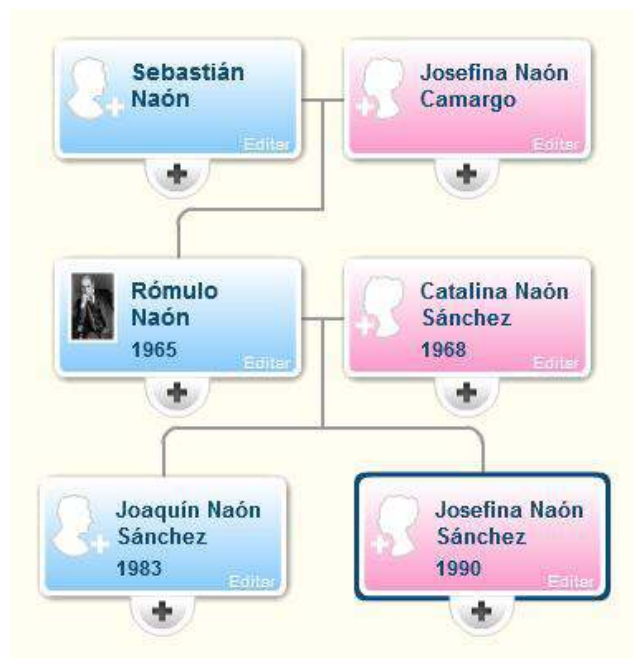 Sebastián
Naón
Editar
Josefina Naón
Camargo
Editar
Rómulo
Naón
1965
Editar
Catalina Naón
Sánchez
1968
Editar
Joaquín Naón
Sánchez
1983
Editar
Josefina Naón
Sánchez
1990
Editar